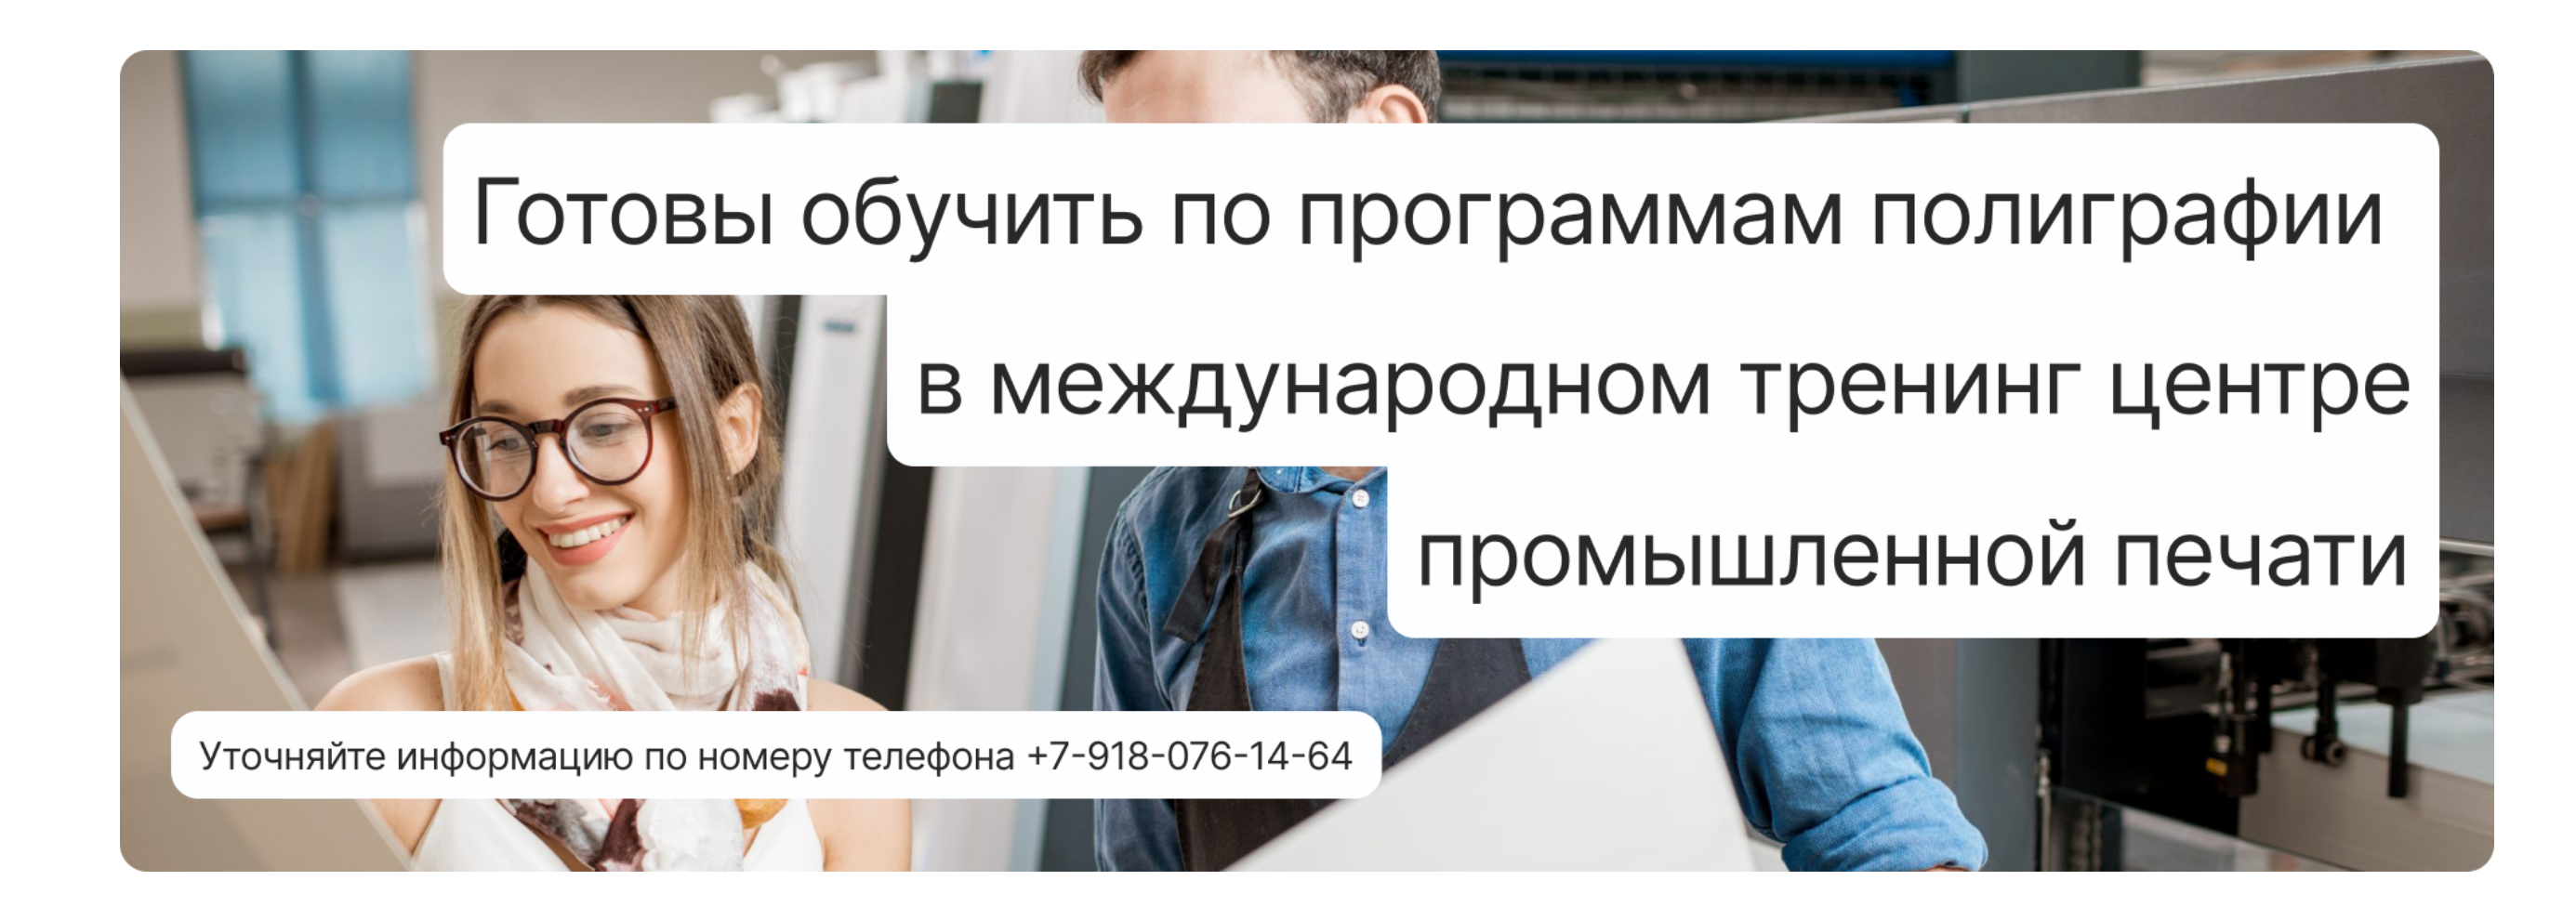 Готовы обучить по программам полиграфии
в международном тренинг центре
промышленной печати
Уточняйте информацию по номеру телефона +7-918-076-14-64